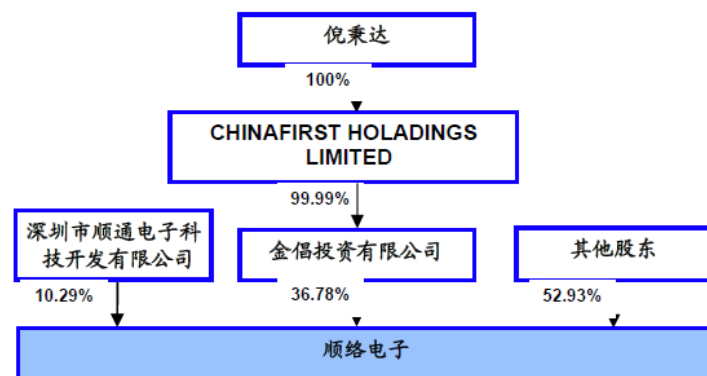 倪秉达
100%
CHINAFIRST HOLADINGS
LIMITED
99.99%
深圳市顺通电子科
技开发有限公司
金倡投资有限公司
其他股东
10.29%
36.78%
52.93%
顺络电子